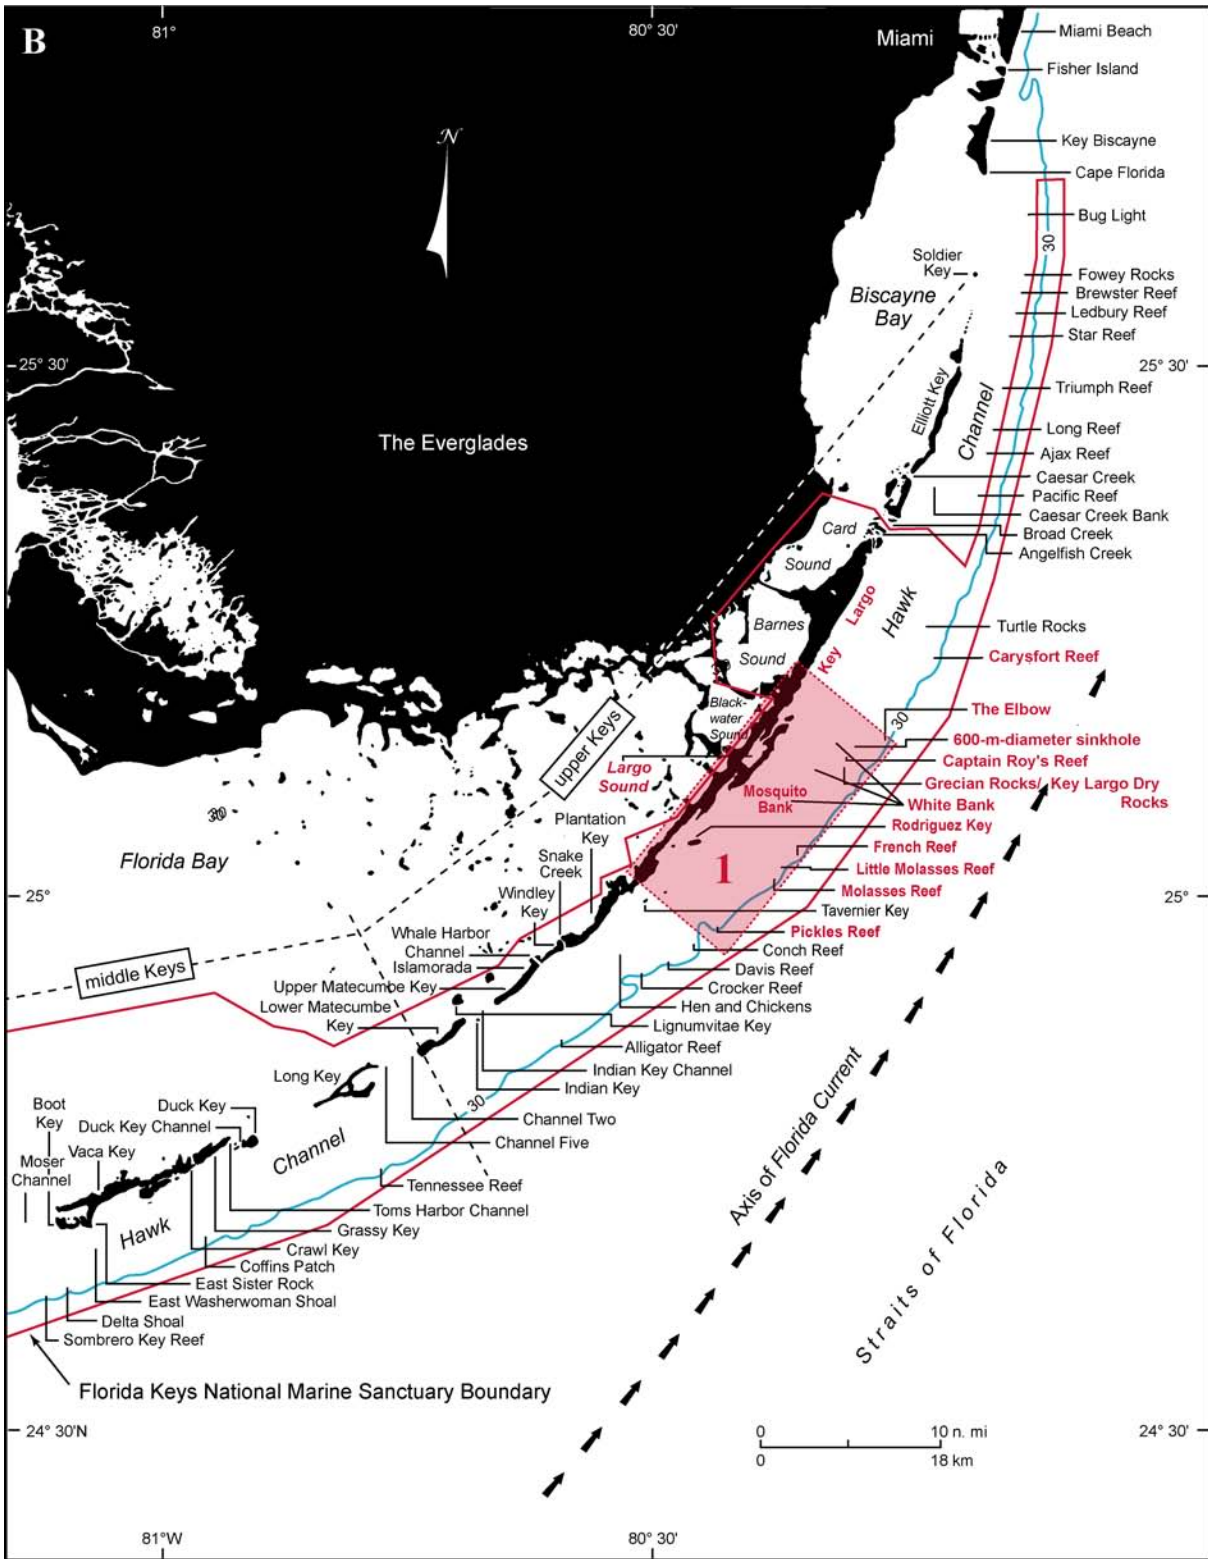 B
81°
80° 30'
Miami
Miami Beach
Fisher Island
N
Key Biscayne
Cape Florida
Bug Light
30
Soldier
Key
Fowey Rocks
Brewster Reef
Biscayne
Bay
Ledbury Reef
Star Reef
25° 30'
25° 30'
Triumph Reef
Elliott Key
Channel
The Everglades
Long Reef
Ajax Reef
Caesar Creek
Pacific Reef
Caesar Creek Bank
Card
Sound
Broad Creek
Angelfish Creek
Key Largo
Hawk
Barnes
Sound
Turtle Rocks
Carysfort Reef
Black-
water
Sound
The Elbow
30
upper Keys
600-m-diameter sinkhole
Captain Roy's Reef
Largo
Sound
Grecian Rocks/ Key Largo Dry
Rocks
Mosquito
Bank
White Bank
30
Plantation
Key
Rodriguez Key
French Reef
Florida Bay
Snake
Creek
1
Little Molasses Reef
Molasses Reef
25°
25°
Windley
Key
Tavernier Key
Pickles Reef
Whale Harbor
Channel
Conch Reef
Islamorada
Davis Reef
middle Keys
Upper Matecumbe Key
Crocker Reef
Lower Matecumbe
Key
Hen and Chickens
Lignumvitae Key
Alligator Reef
Long Key
Indian Key Channel
Indian Key
30
Boot
Key
Duck Key
Duck Key Channel
Channel Two
Channel Five
Vaca Key
Moser
Channel
Channel
Tennessee Reef
Toms Harbor Channel
Hawk
Grassy Key
Crawl Key
Coffins Patch
East Sister Rock
East Washerwoman Shoal
Delta Shoal
Sombrero Key Reef
Axis of Florida Current
Straits of Florida
Florida Keys National Marine Sanctuary Boundary
24° 30'N
24° 30'
0 10 n. mi
0 18 km
81°W
80° 30'